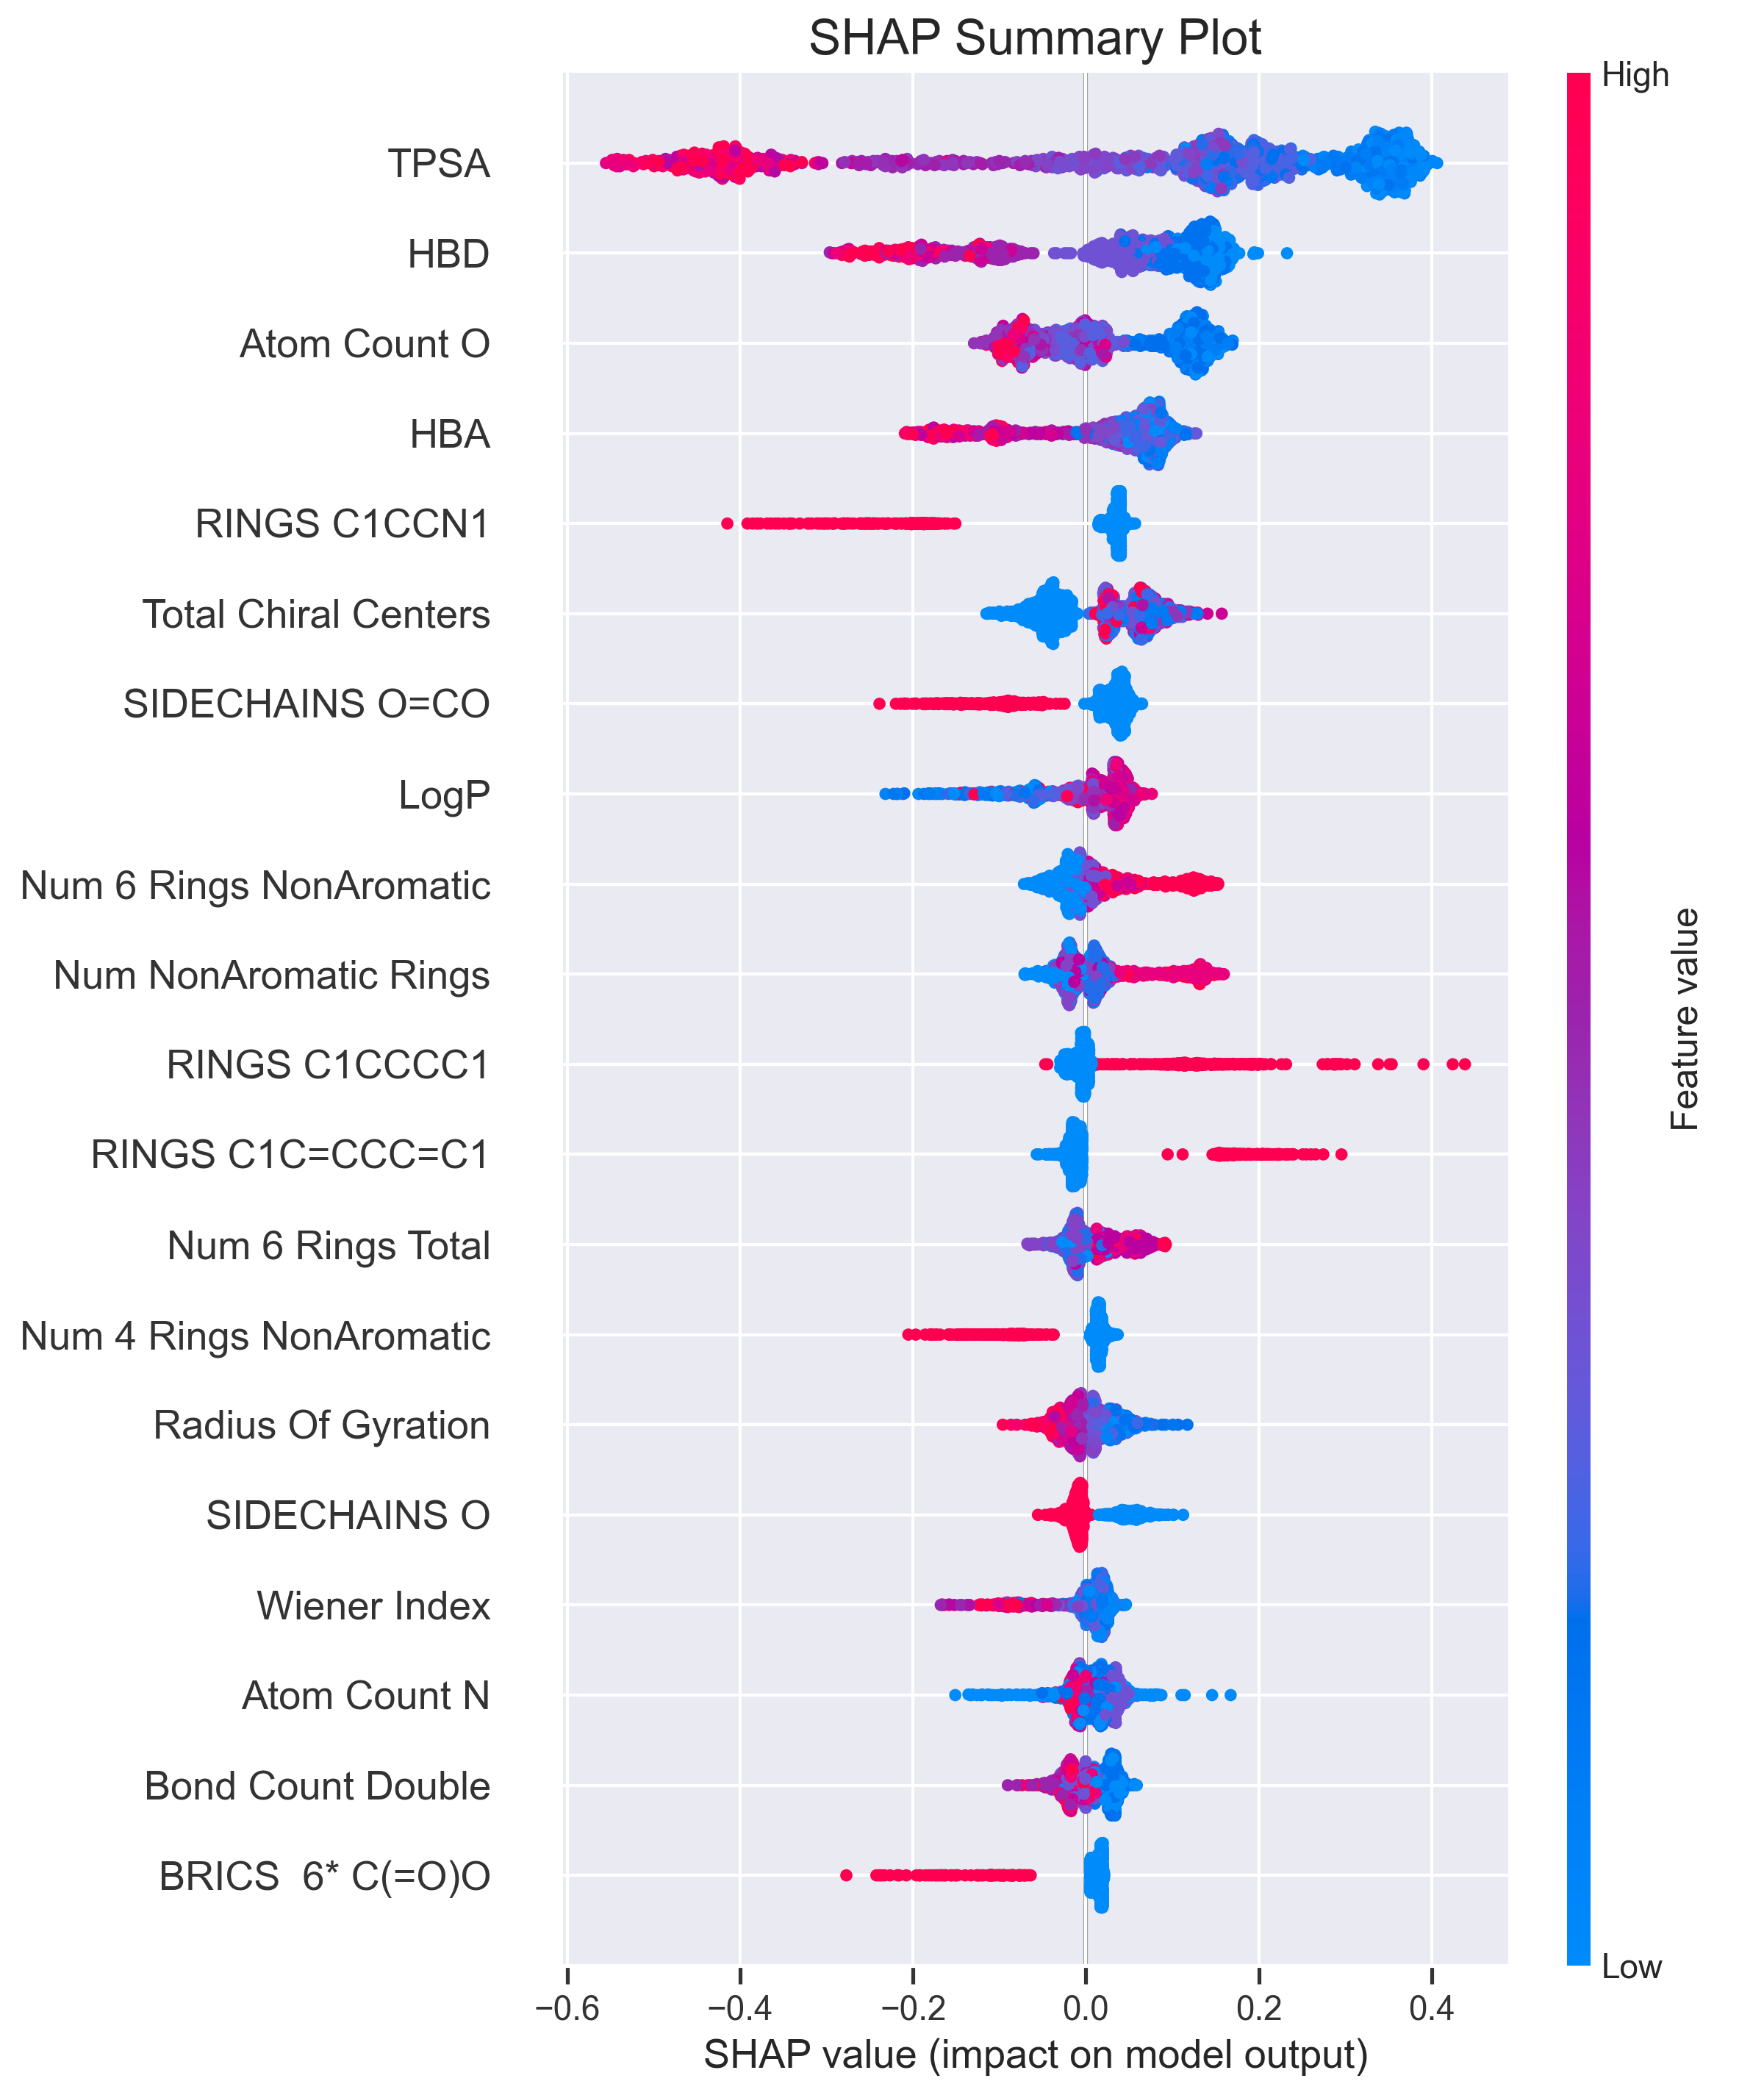 SHAP Summary Plot
High
TPSA
HBD
Atom Count O
HBA
RINGS C1CCN1
Total Chiral Centers
SIDECHAINS O=CO
LogP
Num 6 Rings NonAromatic
Num NonAromatic Rings
RINGS C1CCCC1
RINGS C1C=CCC=C1
Num 6 Rings Total
Num 4 Rings NonAromatic
Radius Of Gyration
SIDECHAINS O
Wiener Index
Atom Count N
Bond Count Double
BRICS  6* C(=O)O
Feature value
Low
−0.6 −0.4 −0.2 0.0 0.2 0.4
SHAP value (impact on model output)